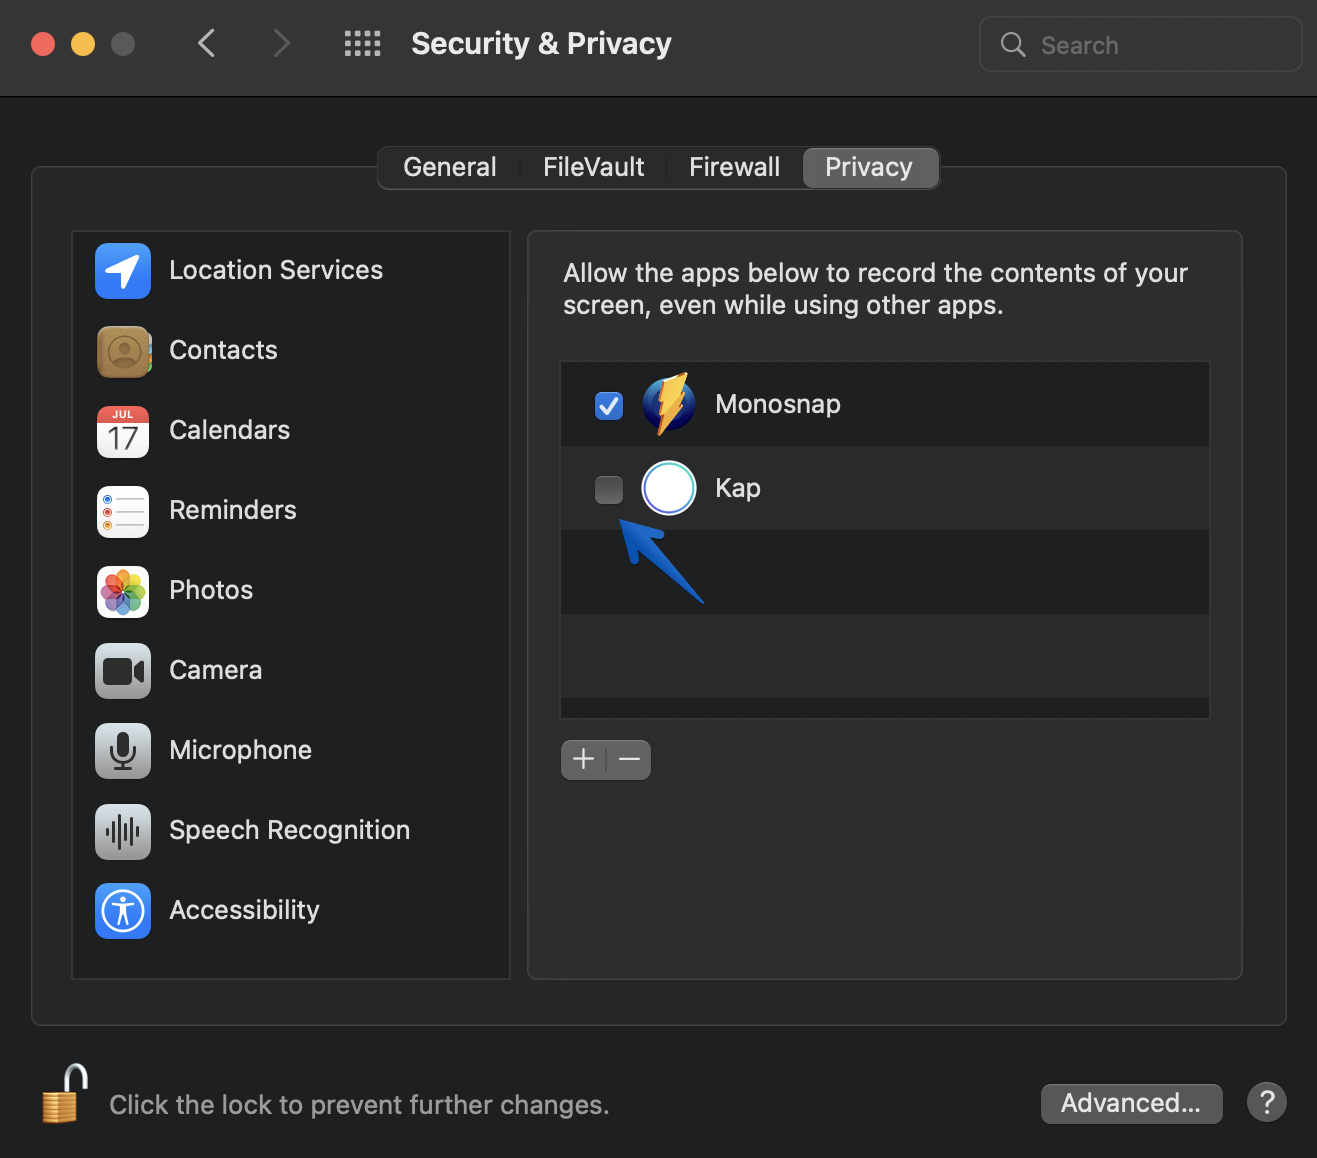 Security & Privacy
Search
General
FileVault
Firewall
Privacy
Location Services
Contacts
JUL
17
Calendars
Reminders
Photos
Camera
Microphone
Speech Recognition
Accessibility
Allow the apps below to record the contents of your
screen, even while using other apps.
Monosnap
Kap
Click the lock to prevent further changes.
Advanced...
?